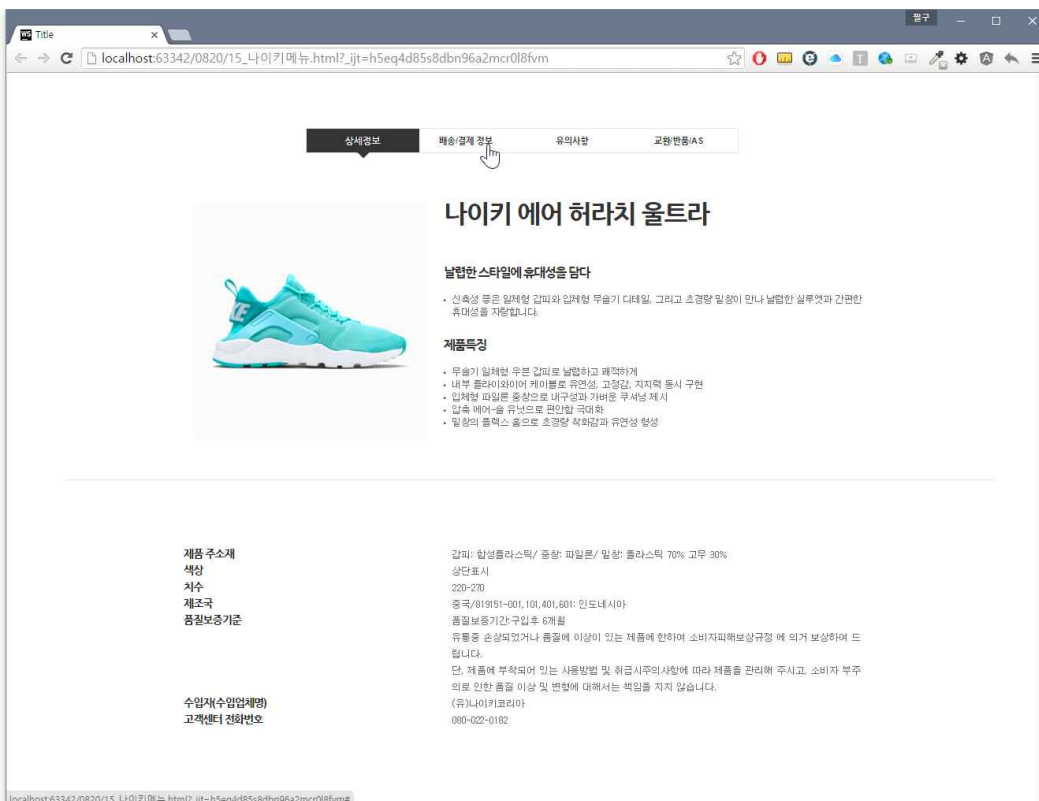 짤구
WS Title
localhost:63342/0820/15_나이키메뉴.html?_ijt=h5eq4d85s8dbn96a2mcr0l8fvm
상세정보 배송/결제 정보 유의사항 교환/반품/AS
나이키 에어 허라치 울트라
날렵한 스타일에 휴대성을 담다
• 신축성 좋은 일체형 갑피와 입체형 무솔기 디테일, 그리고 초경량 밑창이 만나 날렵한 실루엣과 간편한
휴대성을 자랑합니다.
제품특징
• 무솔기 일체형 우븐 갑피로 날렵하고 쾌적하게
• 내부 플라이와이어 케이블로 유연성, 고정감, 지지력 동시 구현
• 입체형 파일론 중창으로 내구성과 가벼운 쿠셔닝 제시
• 압축 에어-솔 유닛으로 편안함 극대화
• 밑창의 플렉스 홈으로 초경량 착화감과 유연성 형성
제품 주소재 갑피: 합성플라스틱/ 중창: 파일론/ 밑창: 플라스틱 70% 고무 30%
색상 상단표시
치수 220-270
제조국 중국/819151-001,101,401,601: 인도네시아
품질보증기준 품질보증기간:구입후 6개월
유통중 손상되었거나 품질에 이상이 있는 제품에 한하여 소비자피해보상규정 에 의거 보상하여 드
립니다.
단, 제품에 부착되어 있는 사용방법 및 취급시주의사항에 따라 제품을 관리해 주시고, 소비자 부주
의로 인한 품질 이상 및 변형에 대해서는 책임을 지지 않습니다.
수입자(수입업체명) (유)나이키코리아
고객센터 전화번호 080-022-0182
localhost:63342/0820/15_나이키메뉴.html?_ijt=h5eq4d85s8dbn96a2mcr0l8fvm#